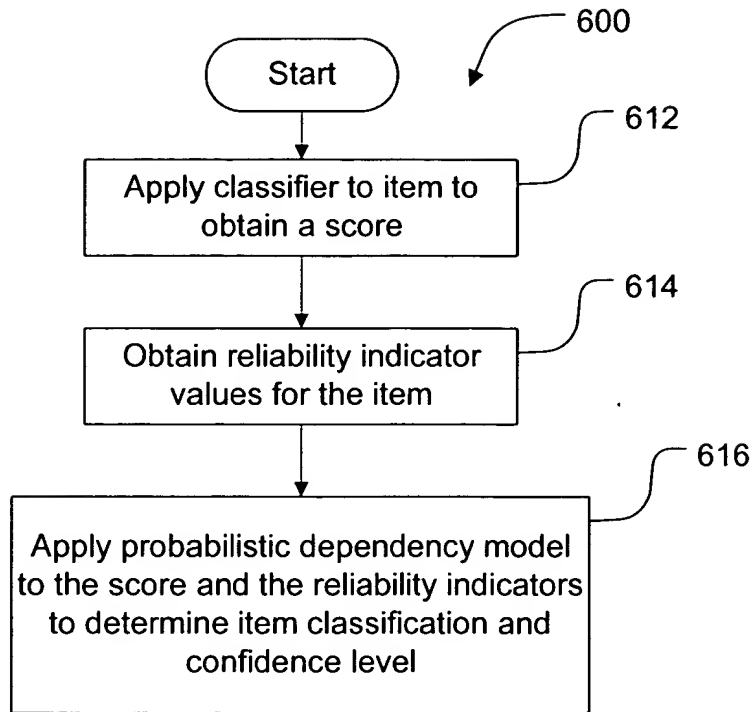 600
Start
612
Apply classifier to item to
obtain a score
614
Obtain reliability indicator
values for the item
616
Apply probabilistic dependency model
to the score and the reliability indicators
to determine item classification and
confidence level